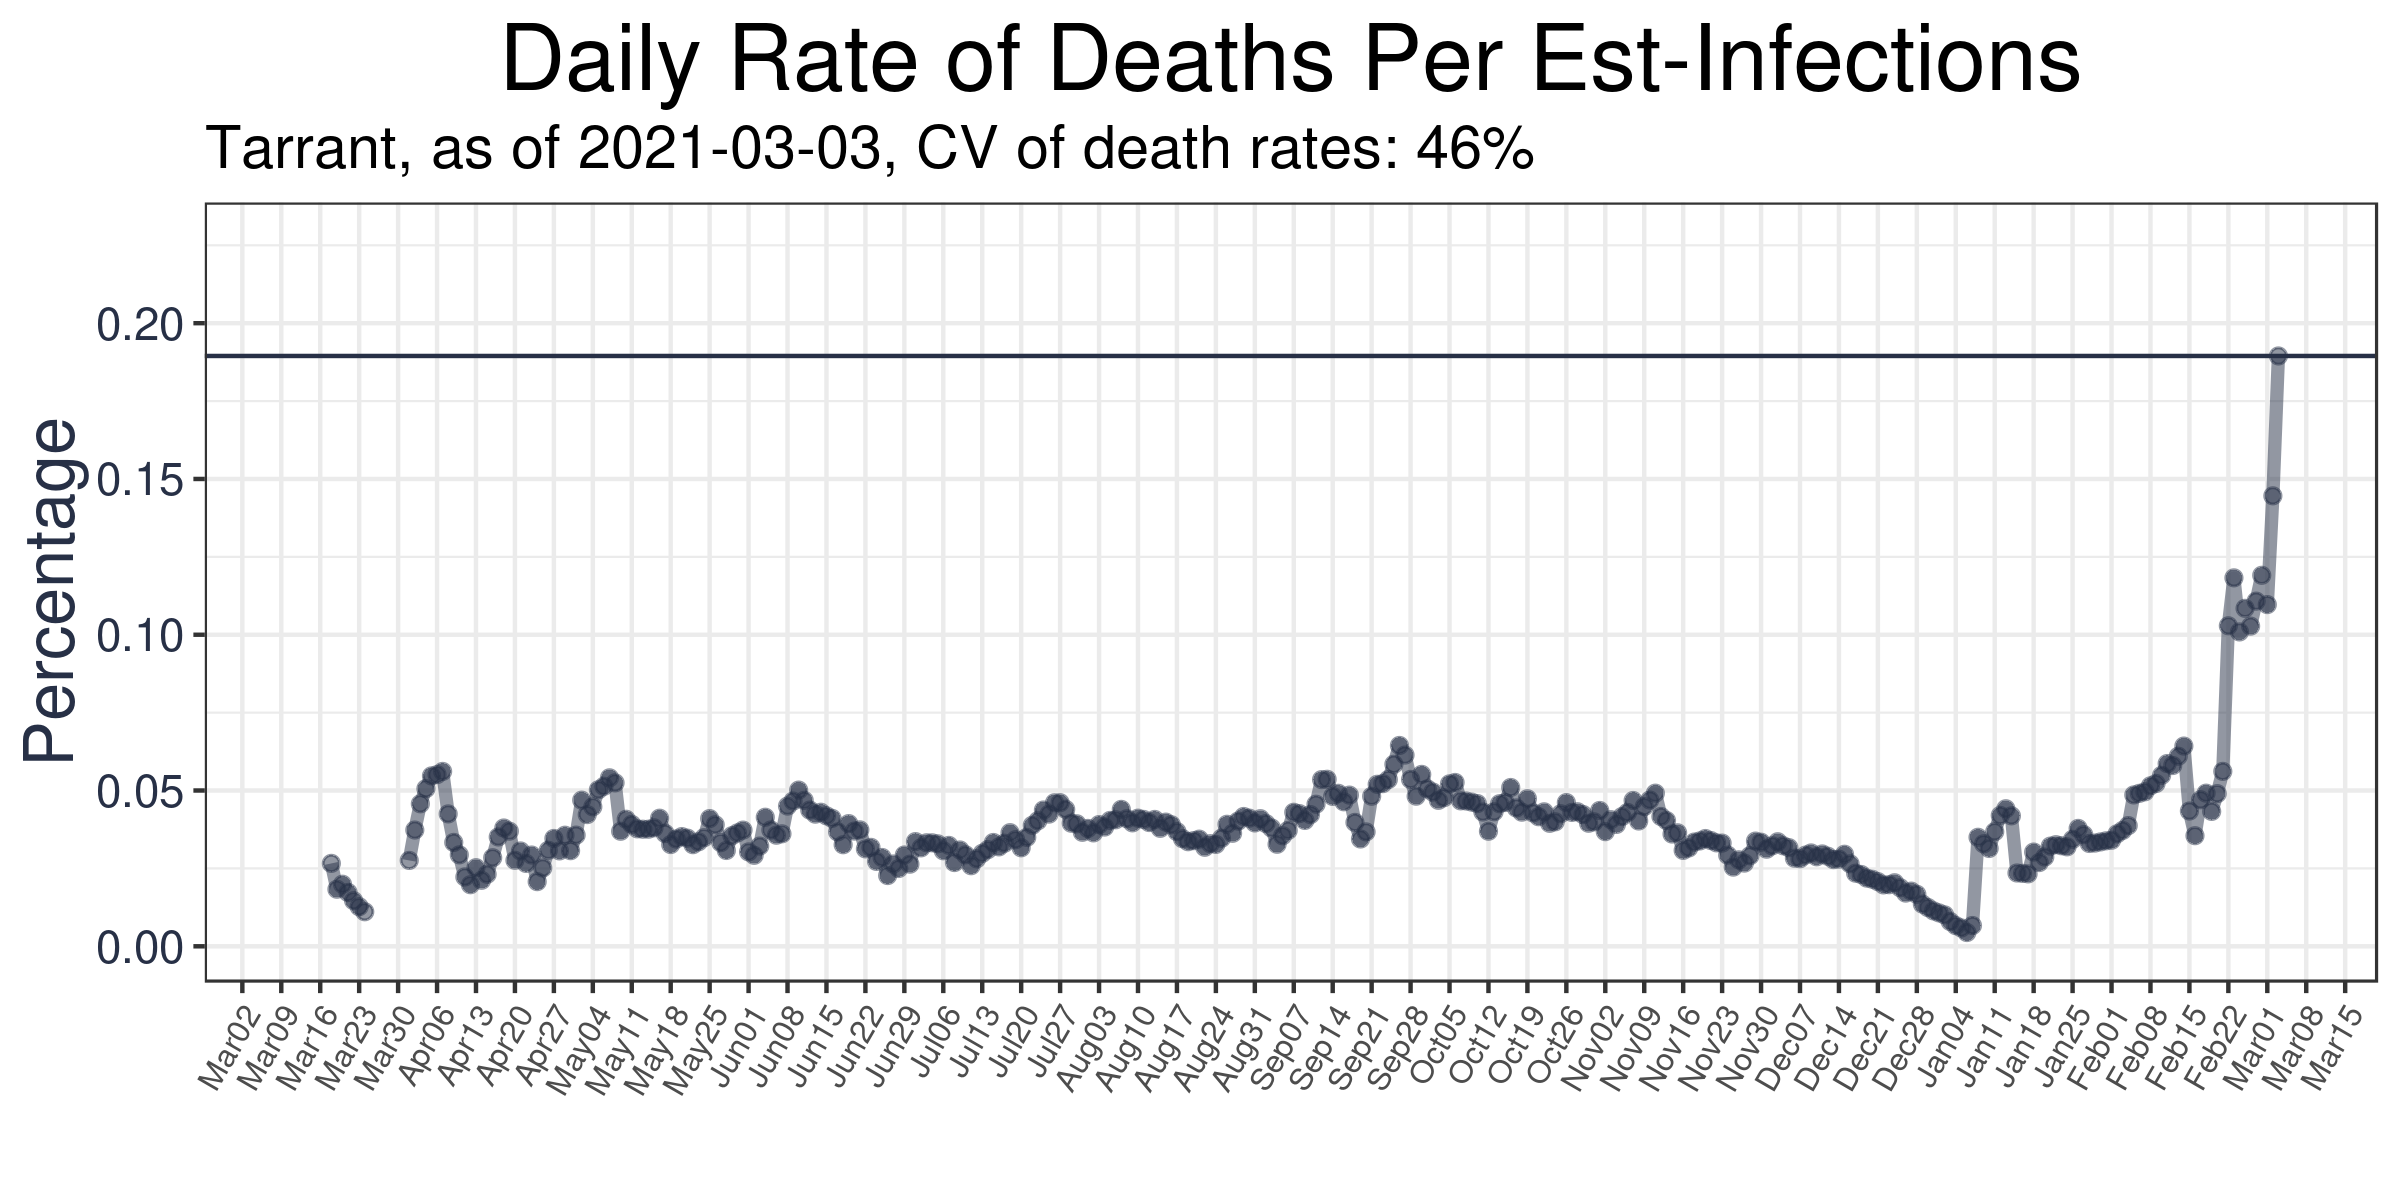 Daily Rate of Deaths Per Est-Infections
Tarrant, as of 2021-03-03, CV of death rates: 46%
Percentage
0.20
0.15
0.10
0.05
0.00
Mar02
Mar09
Mar16
Mar23
Mar30
Apr06
Apr13
Apr20
Apr27
May04
May11
May18
May25
Jun01
Jun08
Jun15
Jun22
Jun29
Jul06
Jul13
Jul20
Jul27
Aug03
Aug10
Aug17
Aug24
Aug31
Sep07
Sep14
Sep21
Sep28
Oct05
Oct12
Oct19
Oct26
Nov02
Nov09
Nov16
Nov23
Nov30
Dec07
Dec14
Dec21
Dec28
Jan04
Jan11
Jan18
Jan25
Feb01
Feb08
Feb15
Feb22
Mar01
Mar08
Mar15